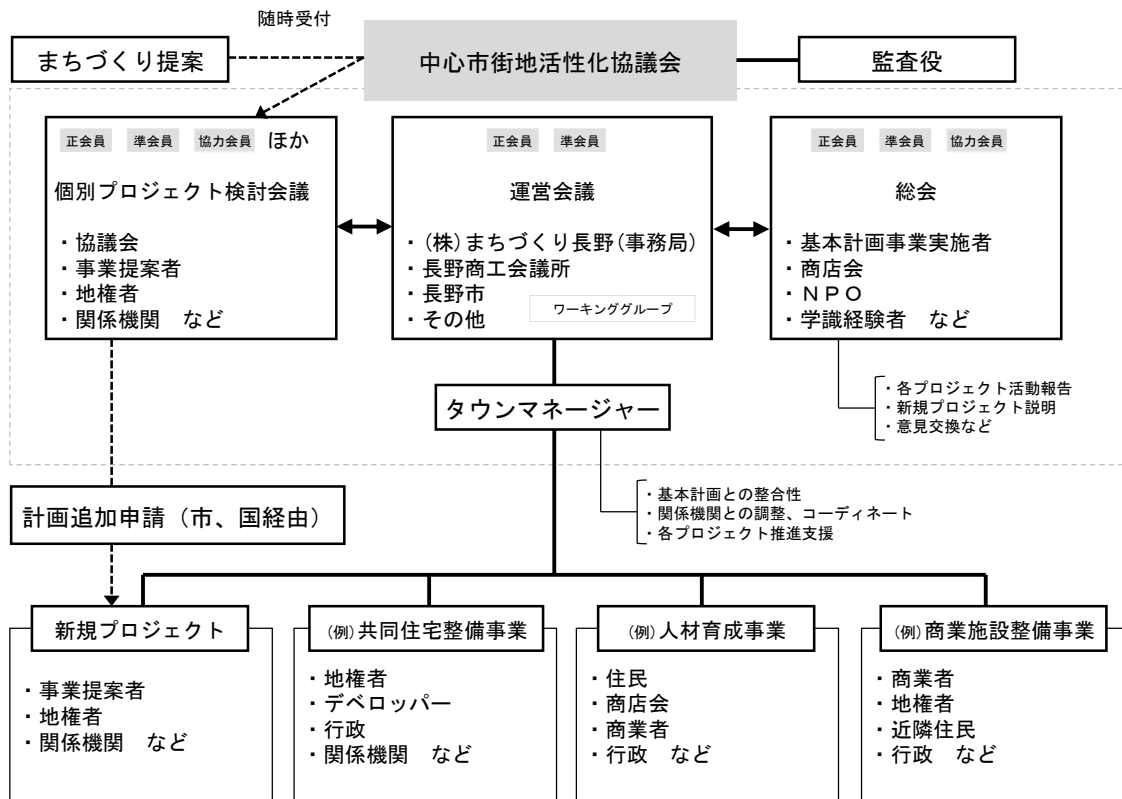 随時受付
まちづくり提案
中心市街地活性化協議会
監査役
正会員 準会員 協力会員 ほか
個別プロジェクト検討会議
・協議会
・事業提案者
・地権者
・関係機関 など
正会員 準会員
運営会議
・(株)まちづくり長野(事務局)
・長野商工会議所
・長野市
・その他
ワーキンググループ
正会員 準会員 協力会員
総会
・基本計画事業実施者
・商店会
・NPO
・学識経験者 など
・各プロジェクト活動報告
・新規プロジェクト説明
・意見交換など
タウンマネージャー
・基本計画との整合性
・関係機関との調整、コーディネート
・各プロジェクト推進支援
計画追加申請(市、国経由)
新規プロジェクト
・事業提案者
・地権者
・関係機関 など
(例)共同住宅整備事業
・地権者
・デベロッパー
・行政
・関係機関 など
(例)人材育成事業
・住民
・商店会
・商業者
・行政 など
(例)商業施設整備事業
・商業者
・地権者
・近隣住民
・行政 など